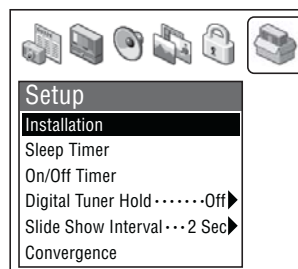 Setup
Installation
Sleep Timer
On/Off Timer
Digital Tuner Hold ·······Off
Slide Show Interval ···2 Sec
Convergence